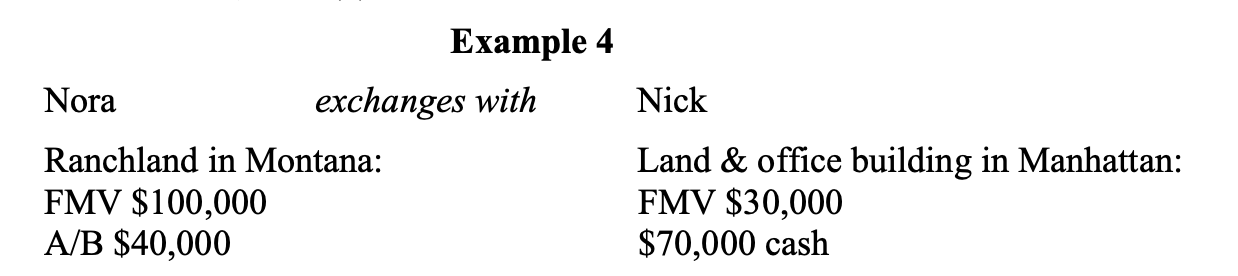 Example 4
Nora exchanges with Nick
Ranchland in Montana: Land & office building in Manhattan:
FMV $100,000 FMV $30,000
A/B $40,000 $70,000 cash